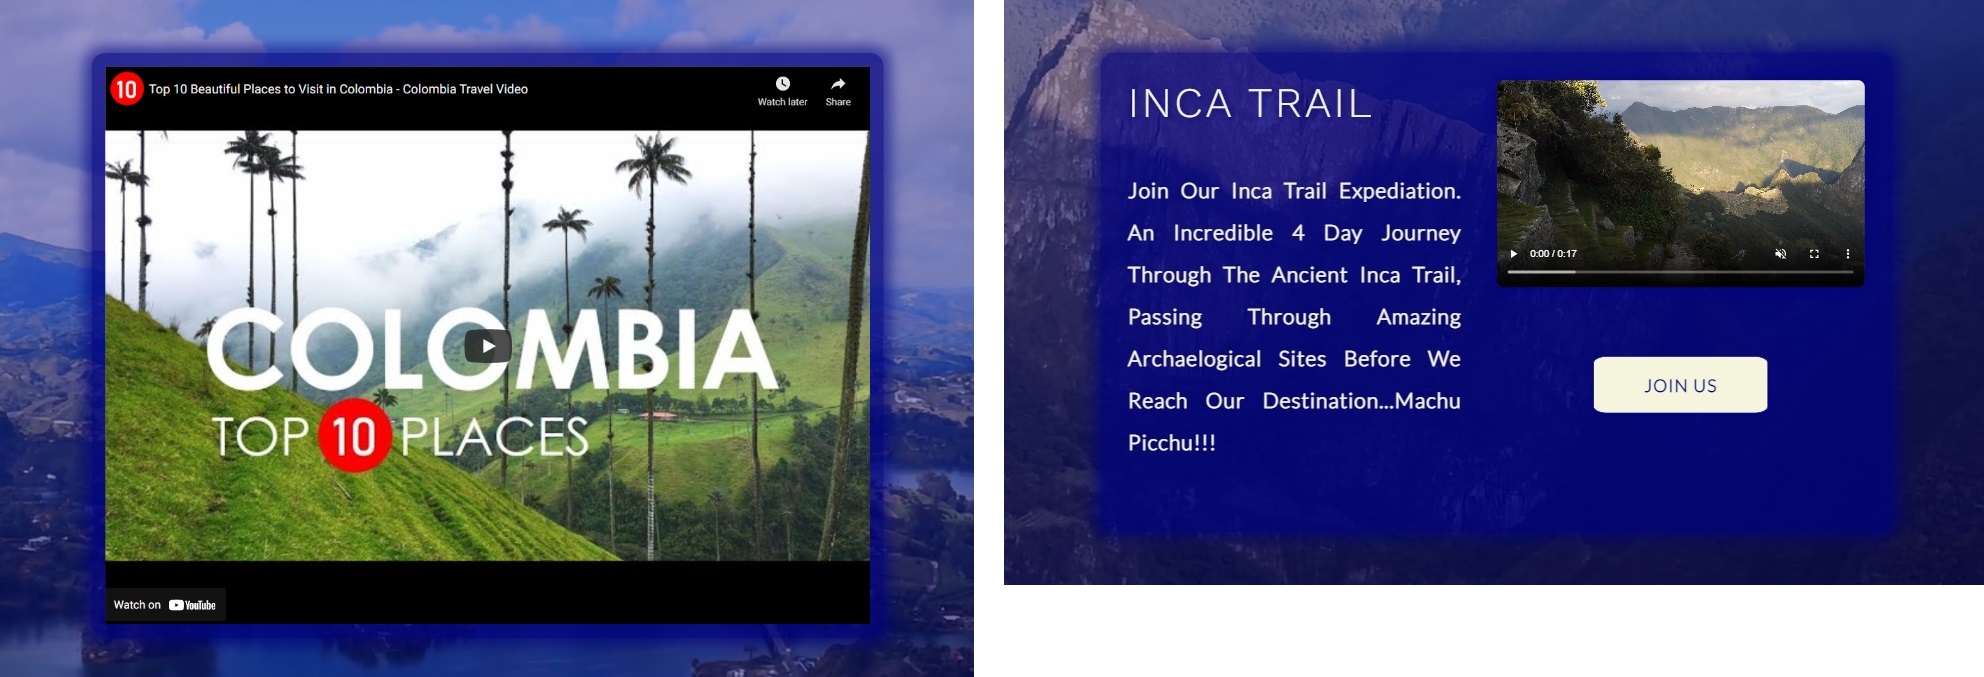 10 Top 10 Beautiful Places to Visit in Colombia - Colombia Travel Video
Watch later
Share
COLOMBIA
TOP 10 PLACES
Watch on YouTube
INCA TRAIL
Join Our Inca Trail Expediation.
An Incredible 4 Day Journey
Through The Ancient Inca Trail,
Passing Through Amazing
Archaelogical Sites Before We
Reach Our Destination...Machu
Picchu!!!
0:00 / 0:17
JOIN US